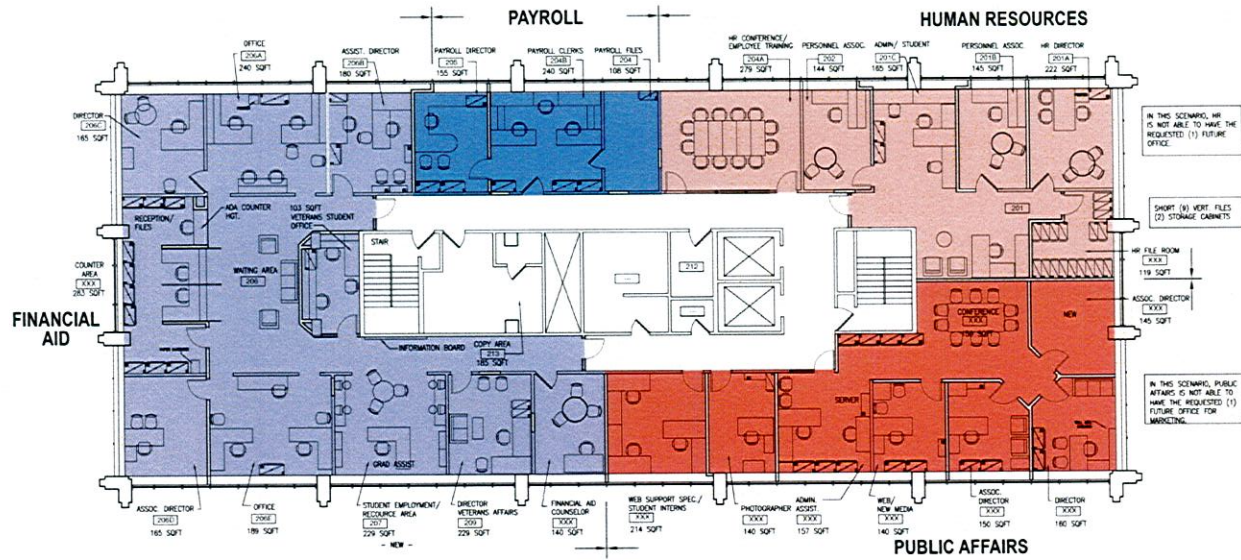 PAYROLL
HUMAN RESOURCES
OFFICE
206A
240 SQFT
ASSIST. DIRECTOR
206B
180 SQFT
PAYROLL DIRECTOR
205
155 SQFT
PAYROLL CLERKS
204B
240 SQFT
PAYROLL FILES
204
108 SQFT
HR CONFERENCE/
EMPLOYEE TRAINING
204A
279 SQFT
PERSONNEL ASSOC.
202
144 SQFT
ADMIN/ STUDENT
201C
165 SQFT
PERSONNEL ASSOC.
201B
145 SQFT
HR DIRECTOR
201A
222 SQFT
DIRECTOR
206C
165 SQFT
IN THIS SCENARIO, HR
IS NOT ABLE TO HAVE THE
REQUESTED (1) FUTURE
OFFICE.
RECEPTION/
FILES
ADA COUNTER
HGT.
103 SQFT
VETERANS STUDENT
OFFICE
201
SHORT (9) VERT. FILES
(2) STORAGE CABINETS
STAIR
COUNTER
AREA
XXX
283 SQFT
WAITING AREA
206
212
HR FILE ROOM
XXX
119 SQFT
FINANCIAL
AID
INFORMATION BOARD
COPY AREA
213
185 SQFT
CONFERENCE
XXX
SQFT
NEW
ASSOC. DIRECTOR
XXX
145 SQFT
SERVER
IN THIS SCENARIO, PUBLIC
AFFAIRS IS NOT ABLE TO
HAVE THE REQUESTED (1)
FUTURE OFFICE FOR
MARKETING.
GRAD ASSIST
ASSOC. DIRECTOR
206D
165 SQFT
OFFICE
206E
189 SQFT
STUDENT EMPLOYMENT/
RECOURCE AREA
207
229 SQFT
- NEW -
DIRECTOR
VETERANS AFFAIRS
209
229 SQFT
FINANCIAL AID
COUNSELOR
XXX
140 SQFT
WEB SUPPORT SPEC./
STUDENT INTERNS
XXX
214 SQFT
PHOTOGRAPHER
XXX
140 SQFT
ADMIN.
ASSIST.
XXX
157 SQFT
WEB/
NEW MEDIA
XXX
140 SQFT
ASSOC.
DIRECTOR
XXX
150 SQFT
DIRECTOR
XXX
180 SQFT
PUBLIC AFFAIRS